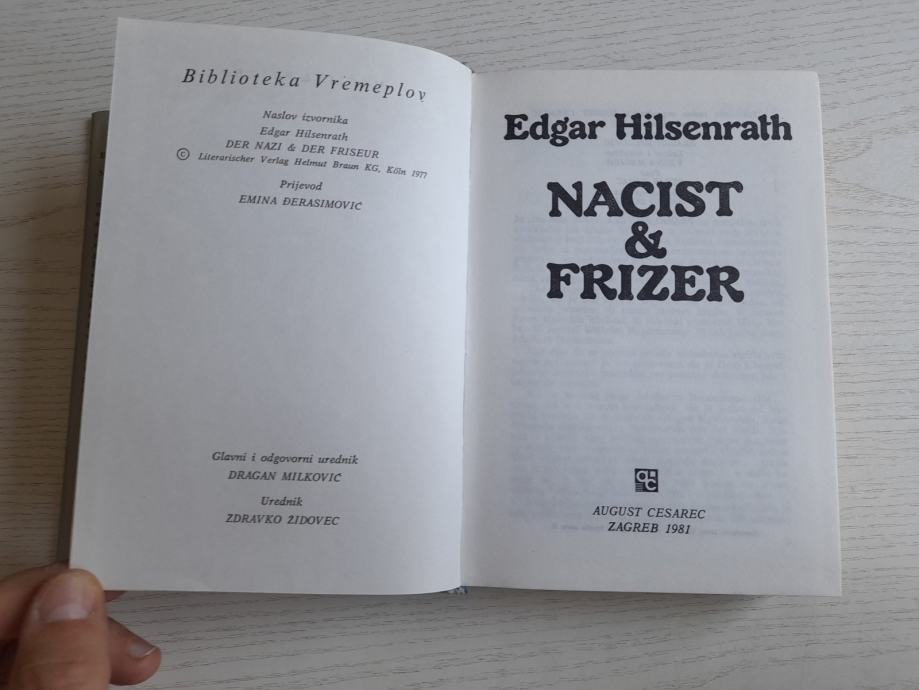 Biblioteka Vremeplov
Naslov izvornika
Edgar Hilsenrath
DER NAZI & DER FRISEUR
© Literarischer Verlag Helmut Braun KG, Köln 1977
Prijevod
EMINA ĐERASIMOVIĆ
Glavni i odgovorni urednik
DRAGAN MILKOVIĆ
Urednik
ZDRAVKO ŽIDOVEC
Edgar Hilsenrath
NACIST
&
FRIZER
AUGUST CESAREC
ZAGREB 1981